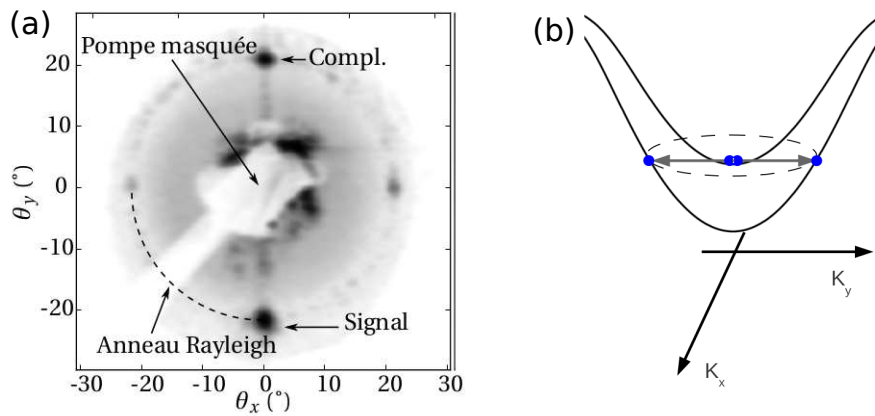 (a)
Pompe masquée
Compl.
Signal
Anneau Rayleigh
20
10
0
-10
-20
θy (°)
-30
-20
-10
0
10
20
30
θx (°)
(b)
Ky
Kx